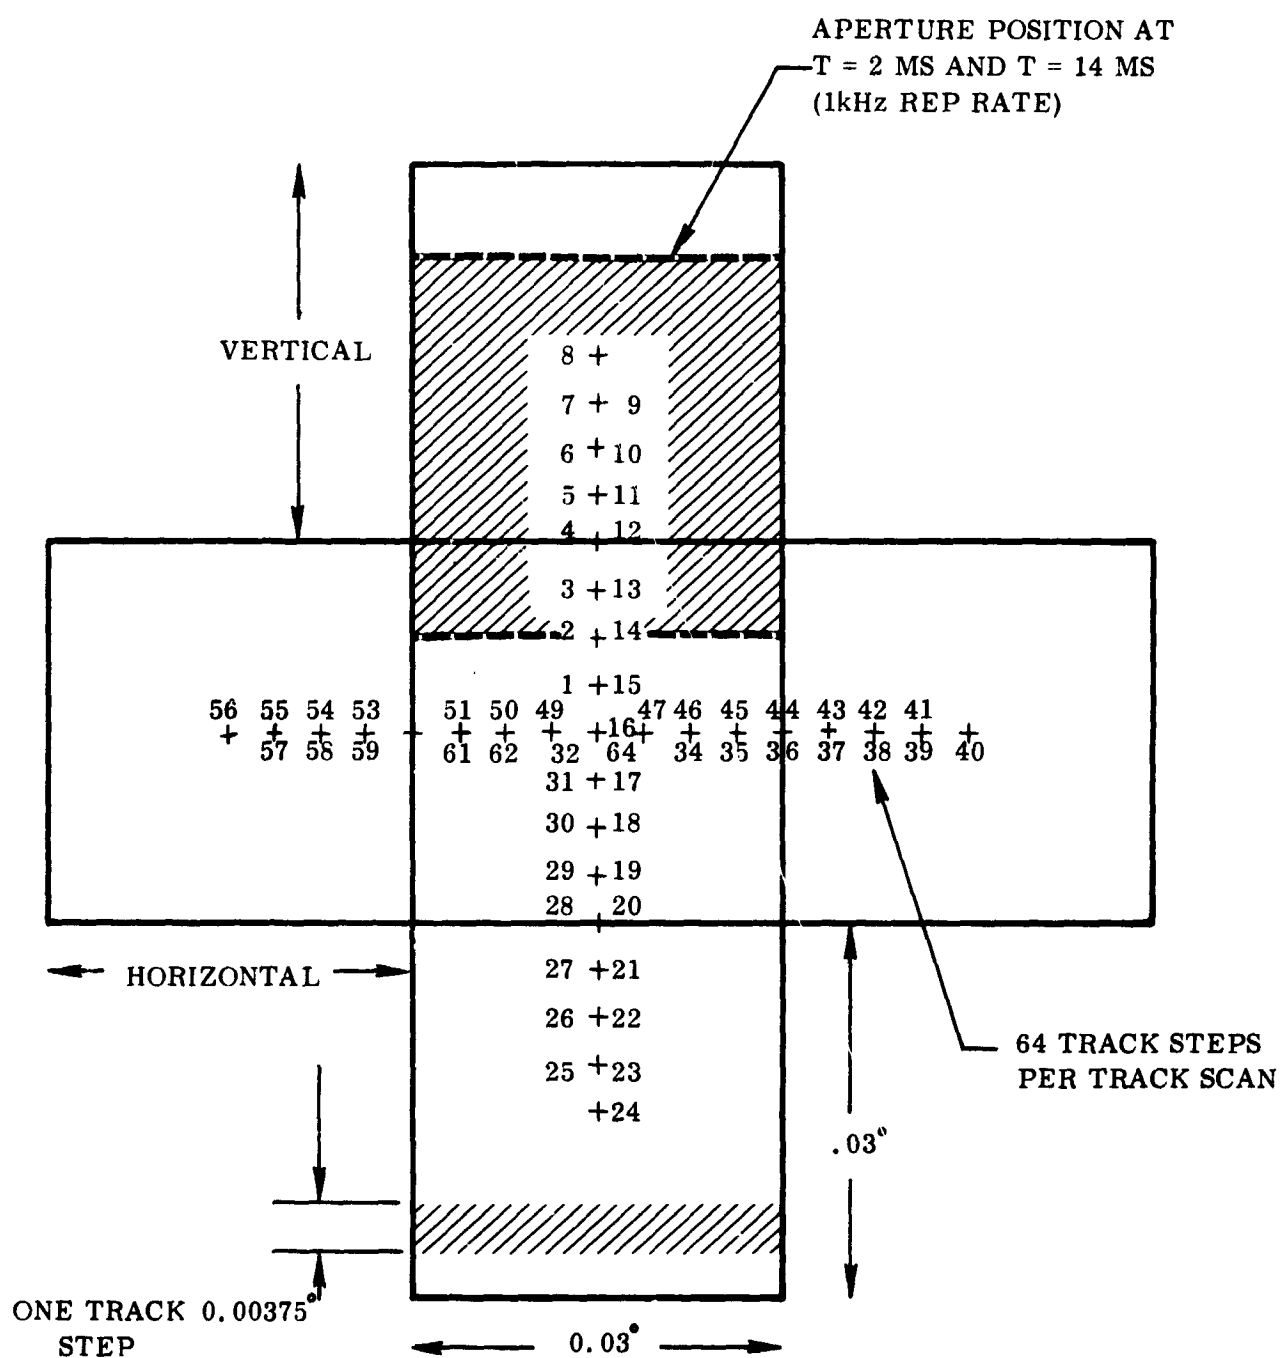 APERTURE POSITION AT
T = 2 MS AND T = 14 MS
(1kHz REP RATE)
VERTICAL
8
7 9
6 10
5 11
4 12
3 13
2 14
1 15
56 55 54 53 51 50 49 16 47 46 45 44 43 42 41
57 58 59 61 62 32 64 34 35 36 37 38 39 40
31 17
30 18
29 19
28 20
HORIZONTAL
27 21
26 22
25 23
24
64 TRACK STEPS
PER TRACK SCAN
.03°
ONE TRACK 0.00375°
STEP
0.03°